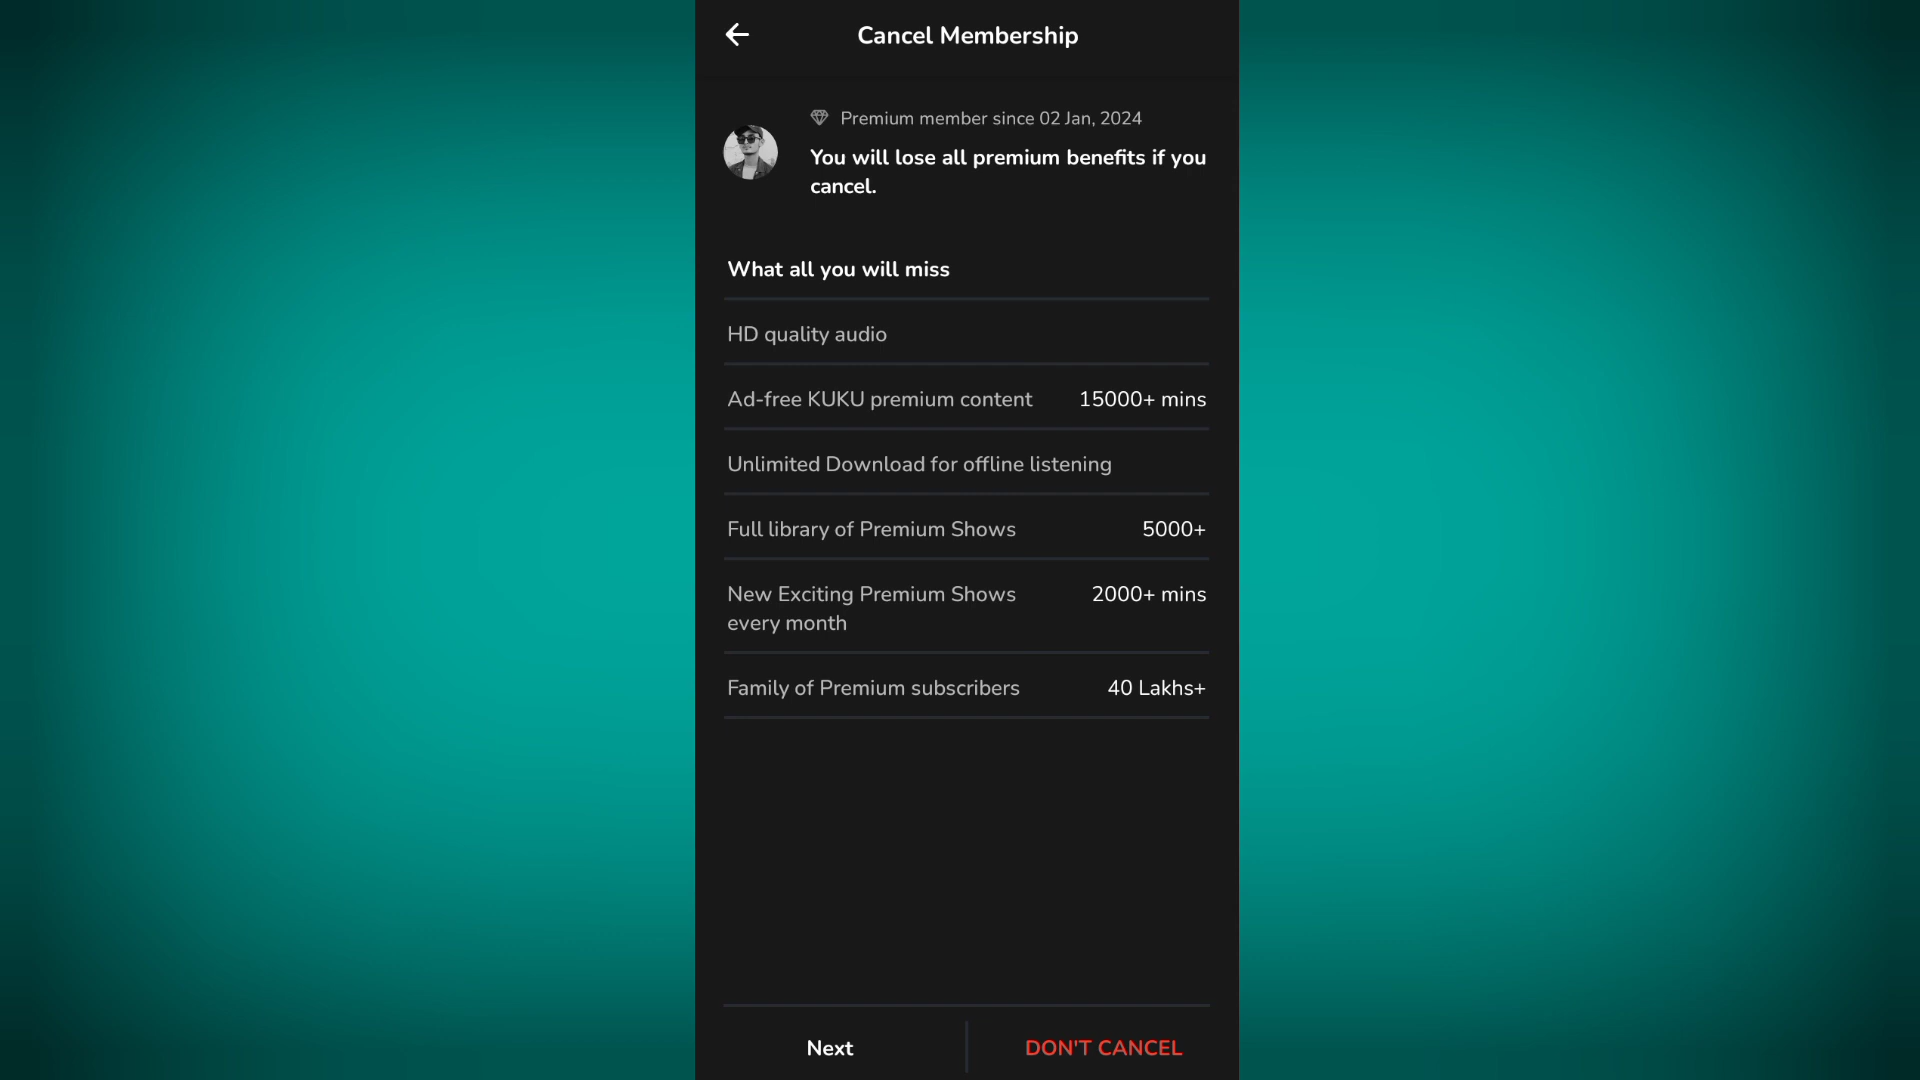 Cancel Membership
Premium member since 02 Jan, 2024
You will lose all premium benefits if you
cancel.
What all you will miss
HD quality audio
Ad-free KUKU premium content 15000+ mins
Unlimited Download for offline listening
Full library of Premium Shows 5000+
New Exciting Premium Shows 2000+ mins
every month
Family of Premium subscribers 40 Lakhs+
Next DON'T CANCEL